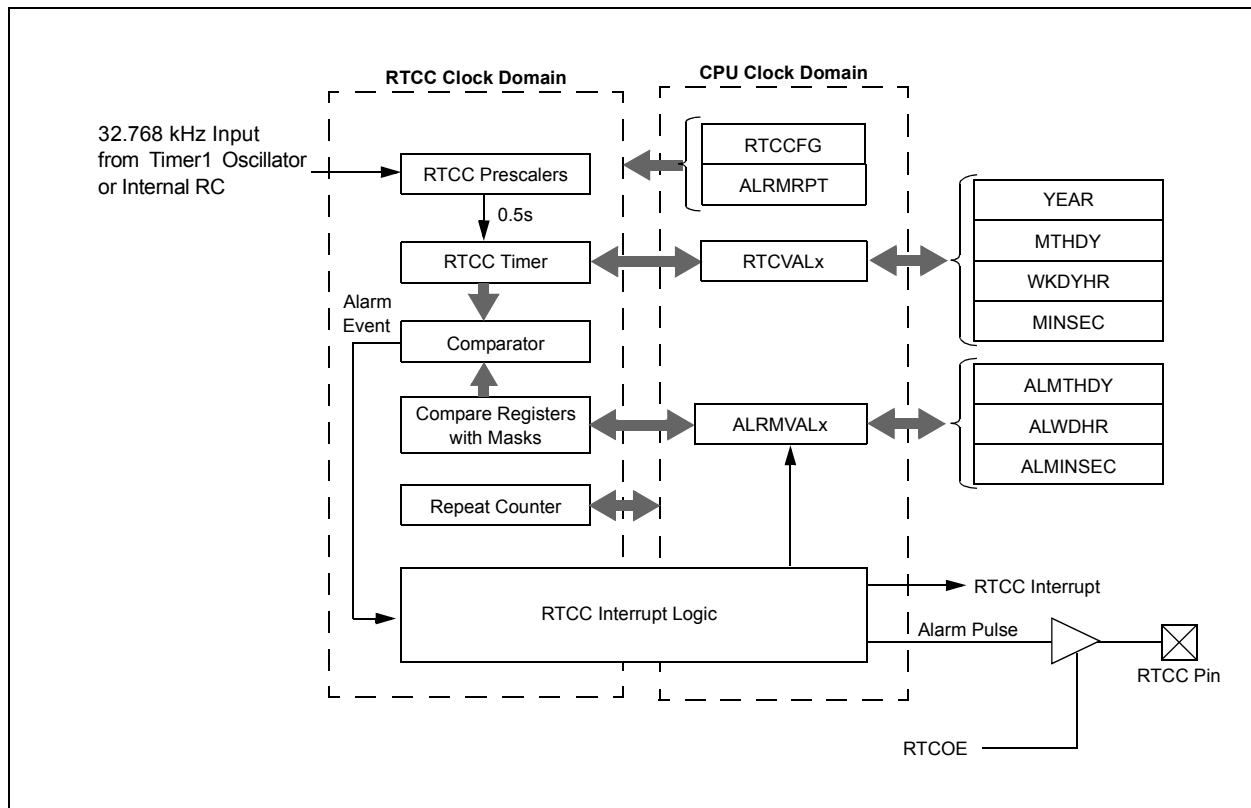 RTCC Clock Domain
CPU Clock Domain
32.768 kHz Input
from Timer1 Oscillator
or Internal RC
RTCC Prescalers
0.5s
RTCC Timer
Alarm
Event
Comparator
Compare Registers
with Masks
Repeat Counter
RTCC Interrupt Logic
RTCCFG
ALRMRPT
RTCVALx
ALRMVALx
YEAR
MTHDY
WKDYHR
MINSEC
ALMTHDY
ALWDHR
ALMINSEC
RTCC Interrupt
Alarm Pulse
RTCC Pin
RTCOE